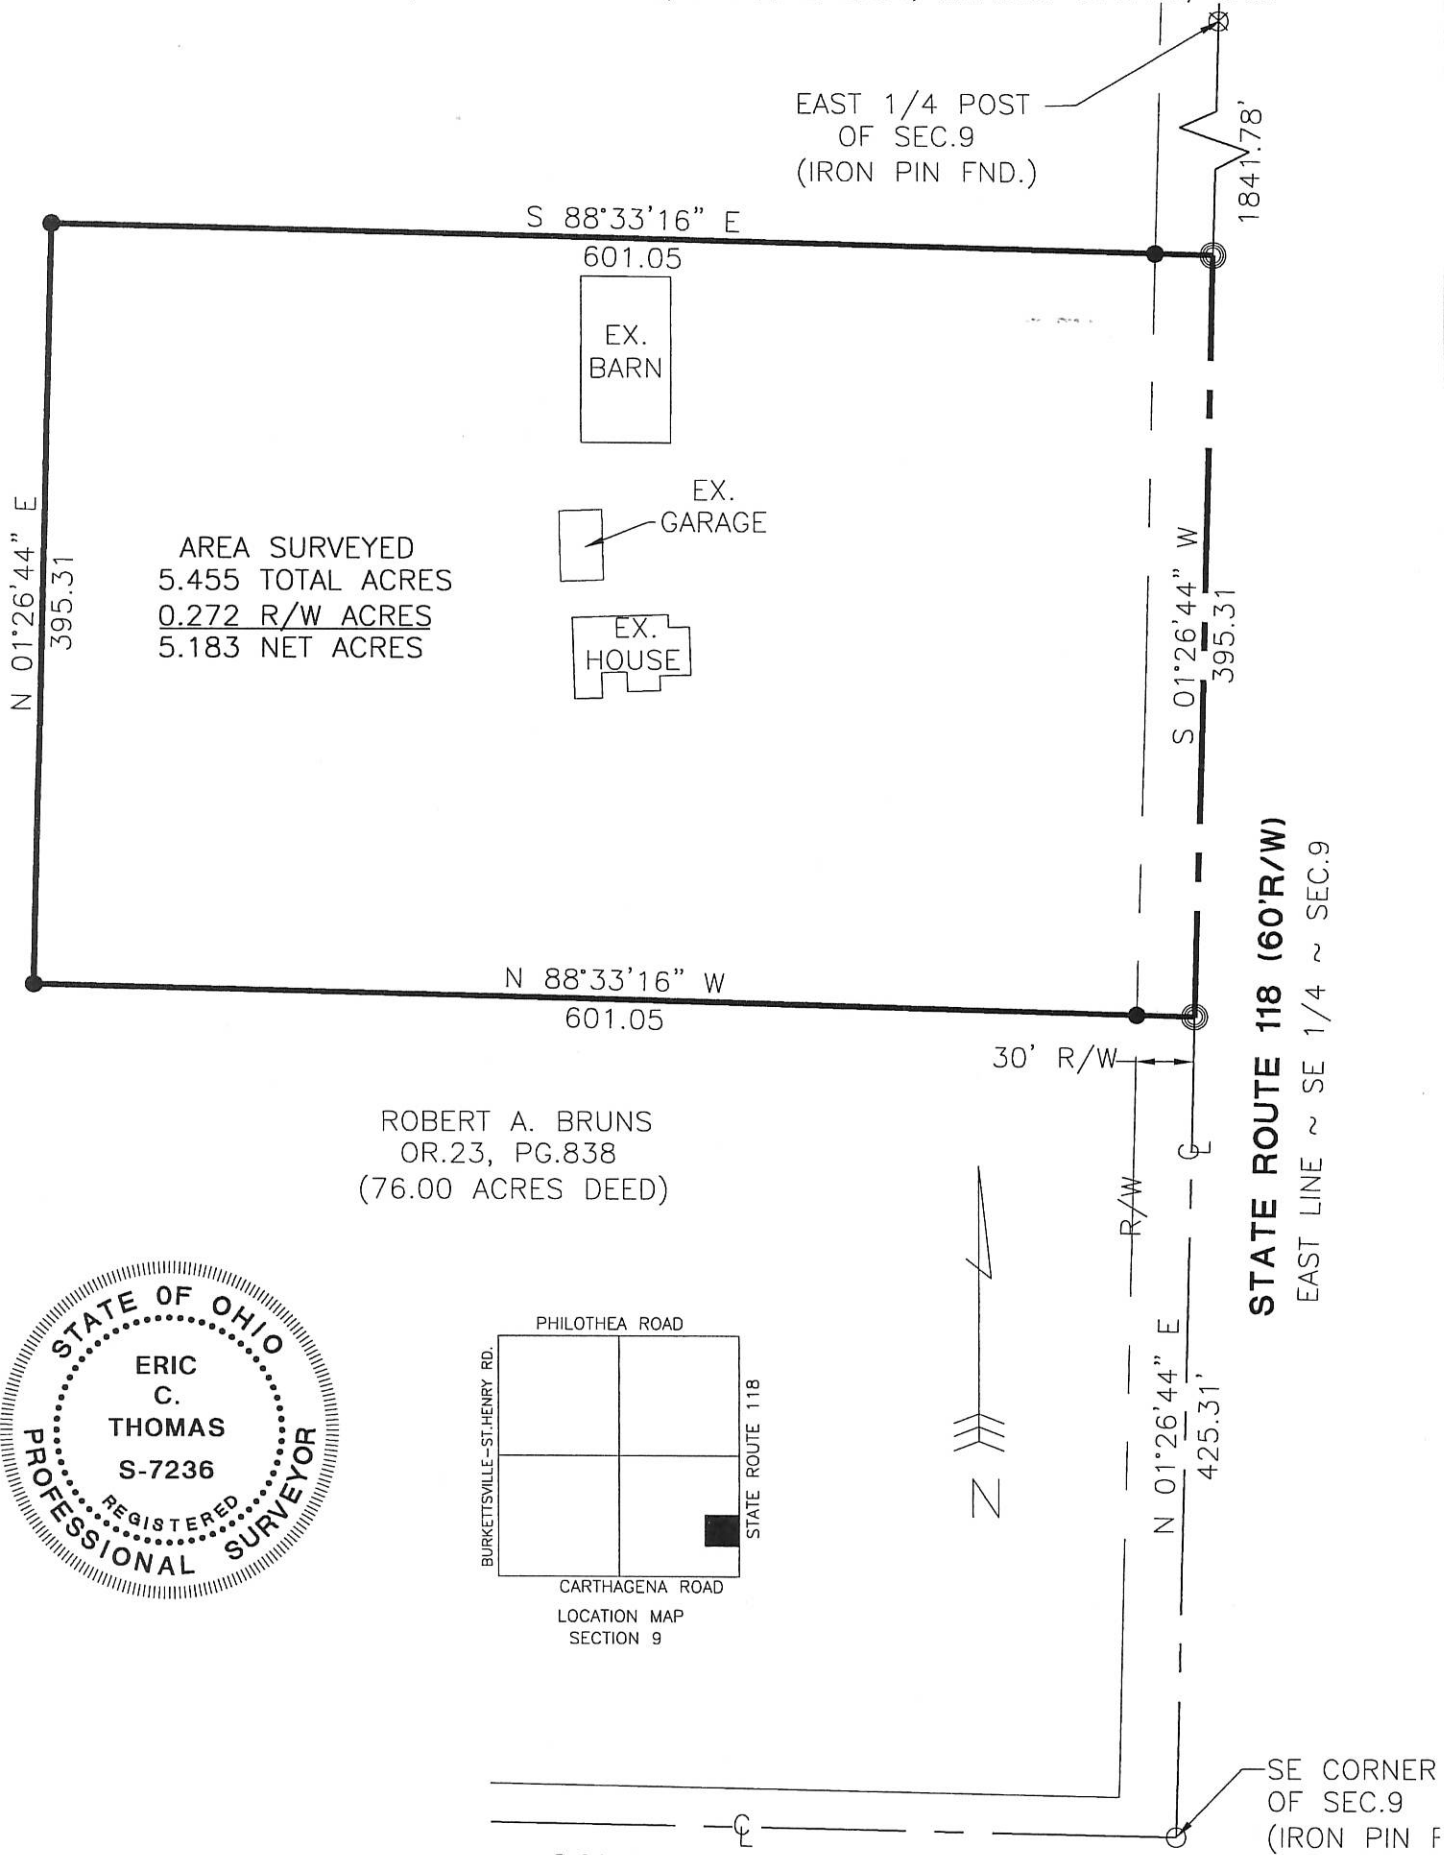 EAST 1/4 POST
OF SEC.9
(IRON PIN FND.)
1841.78'
S 88°33'16" E
601.05
EX.
BARN
EX.
GARAGE
EX.
HOUSE
N 01°26'44" E
395.31
AREA SURVEYED
5.455 TOTAL ACRES
0.272 R/W ACRES
5.183 NET ACRES
S 01°26'44" W
395.31
N 88°33'16" W
601.05
30' R/W
STATE ROUTE 118 (60'R/W)
EAST LINE ~ SE 1/4 ~ SEC.9
ROBERT A. BRUNS
OR.23, PG.838
(76.00 ACRES DEED)
R/W
CL
N 01°26'44" E
425.31'
N
STATE OF OHIO
ERIC
C.
THOMAS
S-7236
REGISTERED
PROFESSIONAL SURVEYOR
PHILOTHEA ROAD
BURKETTSVILLE-ST.HENRY RD.
STATE ROUTE 118
CARTHAGENA ROAD
LOCATION MAP
SECTION 9
CL
SE CORNER
OF SEC.9
(IRON PIN F